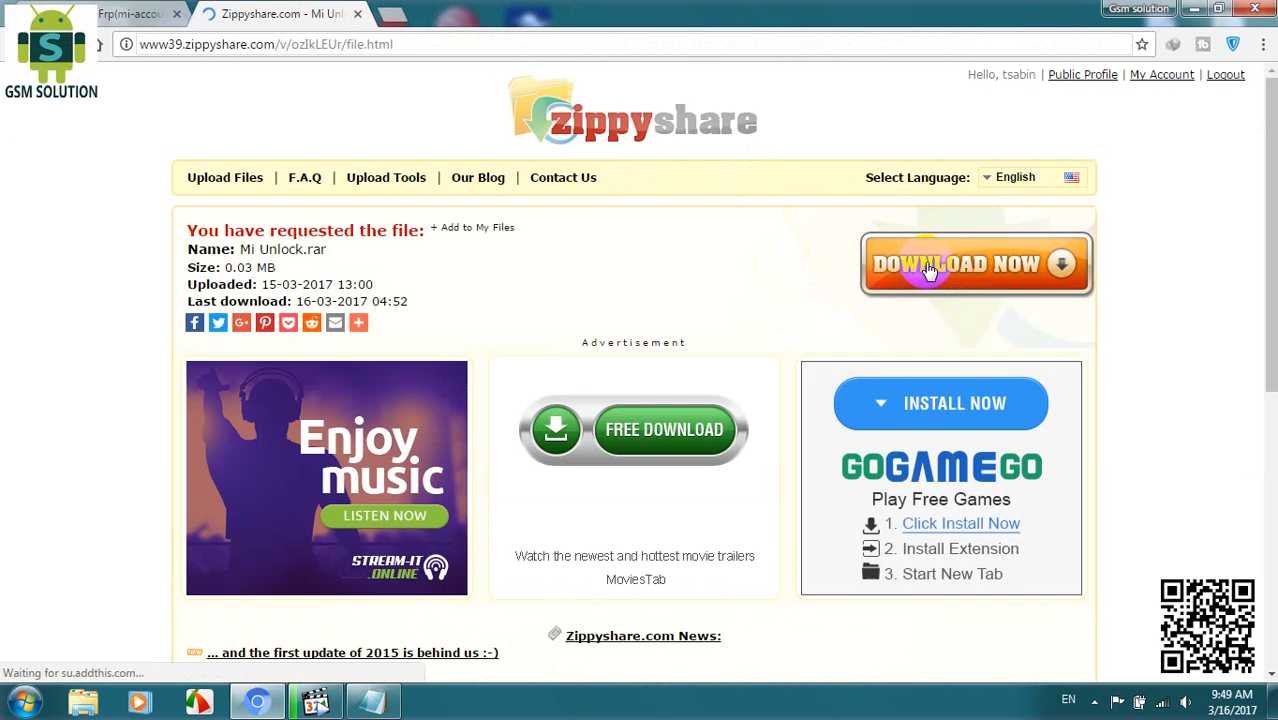 Frp(mi-accou
Zippyshare.com - Mi Unl
Gsm solution
S
GSM SOLUTION
www39.zippyshare.com/v/ozIkLEUr/file.html
Hello, tsabin | Public Profile | My Account | Logout
zippyshare
Upload Files | F.A.Q | Upload Tools | Our Blog | Contact Us
Select Language: English
You have requested the file: + Add to My Files
Name: Mi Unlock.rar
Size: 0.03 MB
Uploaded: 15-03-2017 13:00
Last download: 16-03-2017 04:52
DOWNLOAD NOW
Advertisement
Enjoy
music
LISTEN NOW
STREAM-IT
.ONLINE
FREE DOWNLOAD
Watch the newest and hottest movie trailers
MoviesTab
INSTALL NOW
GOGAMEGO
Play Free Games
1. Click Install Now
2. Install Extension
3. Start New Tab
Zippyshare.com News:
... and the first update of 2015 is behind us :-)
Waiting for su.addthis.com...
EN
9:49 AM
3/16/2017